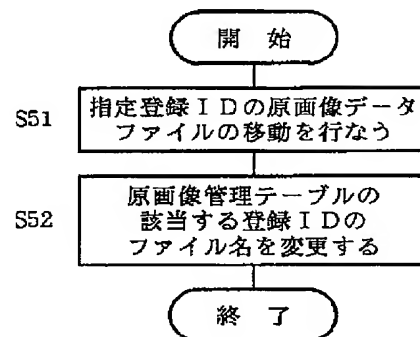 開 始
S51
指定登録IDの原画像データ
ファイルの移動を行なう
S52
原画像管理テーブルの
該当する登録IDの
ファイル名を変更する
終 了